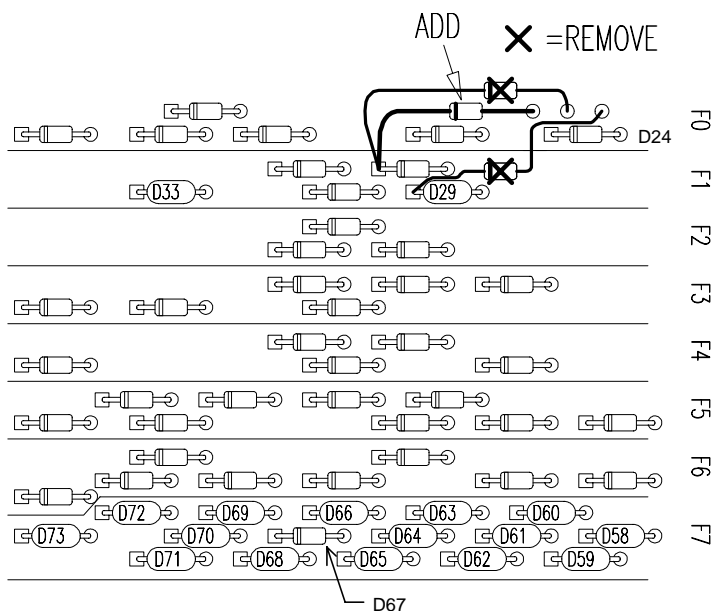 ADD
X =REMOVE
F0
D24
F1
D33
D29
F2
F3
F4
F5
F6
D72 D69 D66 D63 D60
F7
D73 D70 D64 D61 D58
D71 D68 D65 D62 D59
D67